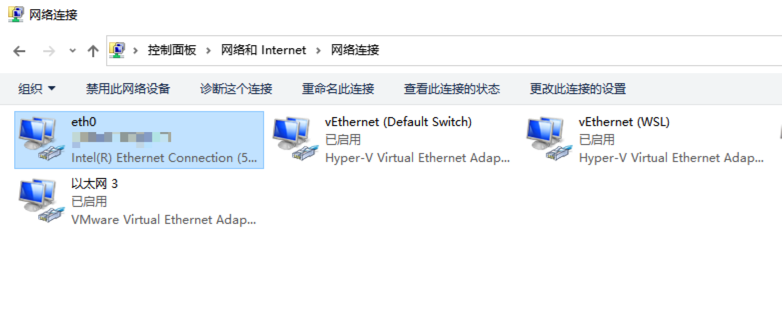 网络连接
控制面板 › 网络和 Internet › 网络连接
组织 禁用此网络设备 诊断这个连接 重命名此连接 查看此连接的状态 更改此连接的设置
eth0
Intel(R) Ethernet Connection (5...
vEthernet (Default Switch)
已启用
Hyper-V Virtual Ethernet Adap...
vEthernet (WSL)
已启用
Hyper-V Virtual Ethernet Adap...
以太网 3
已启用
VMware Virtual Ethernet Adap...